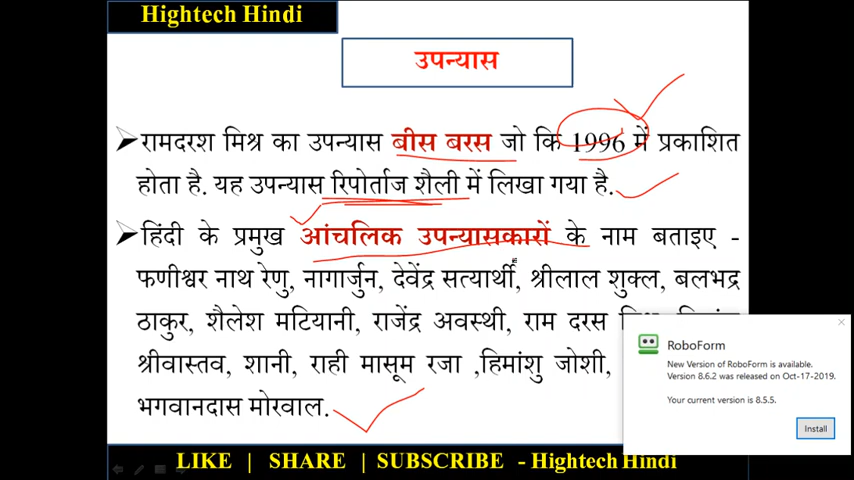 Hightech Hindi
उपन्यास
रामदरश मिश्र का उपन्यास बीस बरस जो कि 1996 में प्रकाशित
होता है. यह उपन्यास रिपोर्ताज शैली में लिखा गया है.
हिंदी के प्रमुख आंचलिक उपन्यासकारों के नाम बताइए -
फणीश्वर नाथ रेणु, नागार्जुन, देवेंद्र सत्यार्थी, श्रीलाल शुक्ल, बलभद्र
ठाकुर, शैलेश मटियानी, राजेंद्र अवस्थी, राम दरस
श्रीवास्तव, शानी, राही मासूम रजा ,हिमांशु जोशी,
भगवानदास मोरवाल.
RoboForm
New Version of RoboForm is available.
Version 8.6.2 was released on Oct-17-2019.
Your current version is 8.5.5.
Install
LIKE | SHARE | SUBSCRIBE - Hightech Hindi